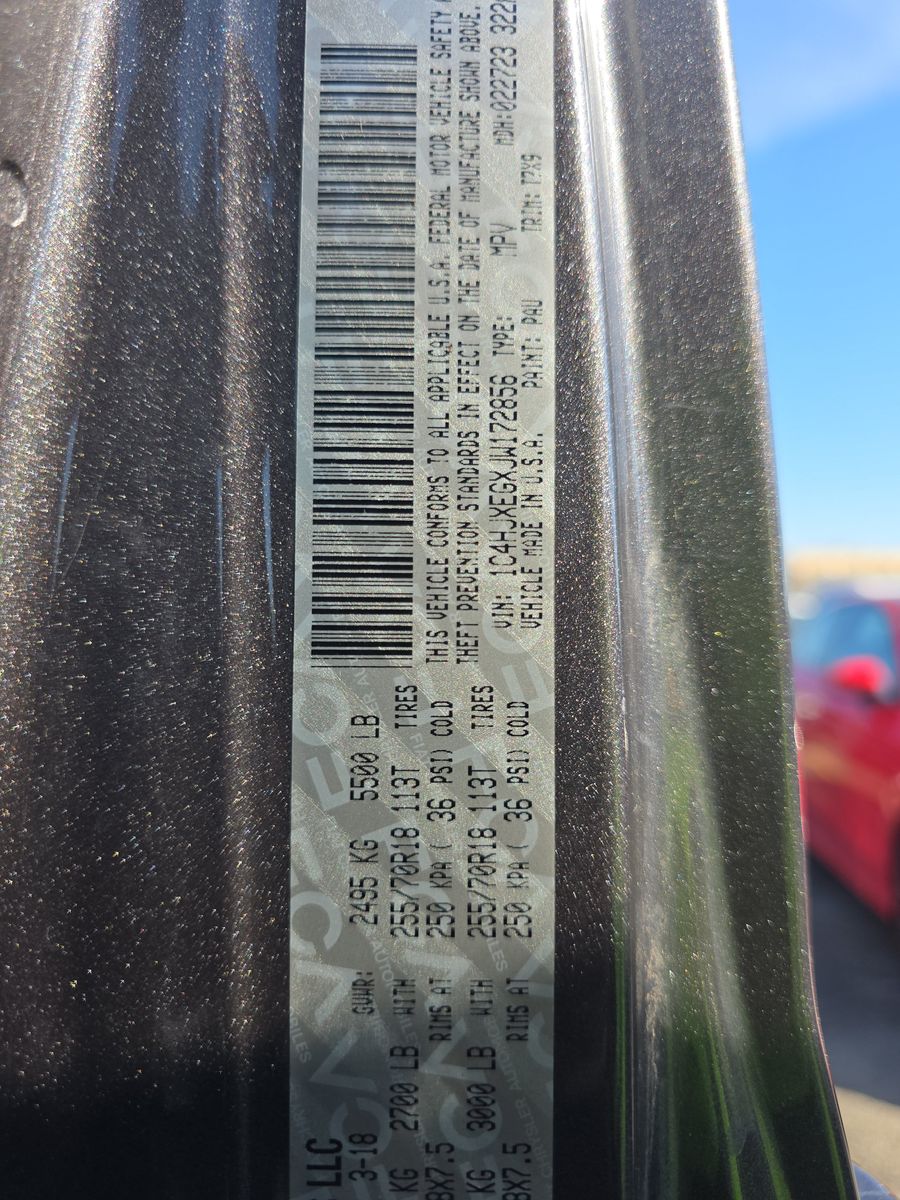 LLC
3-18 GVWR: 2495 KG 5500 LB
KG 2700 LB WITH 255/70R18 113T TIRES
8X7.5 RIMS AT 250 KPA ( 36 PSI) COLD
KG 3000 LB WITH 255/70R18 113T TIRES
8X7.5 RIMS AT 250 KPA ( 36 PSI) COLD
THIS VEHICLE CONFORMS TO ALL APPLICABLE U.S.A. FEDERAL MOTOR VEHICLE SAFETY
THEFT PREVENTION STANDARDS IN EFFECT ON THE DATE OF MANUFACTURE SHOWN ABOVE.
VIN: 1C4HJXEGXJW172856 TYPE: MPV MDH:022723 322
VEHICLE MADE IN U.S.A. PAINT: PAU TRIM: T7X9